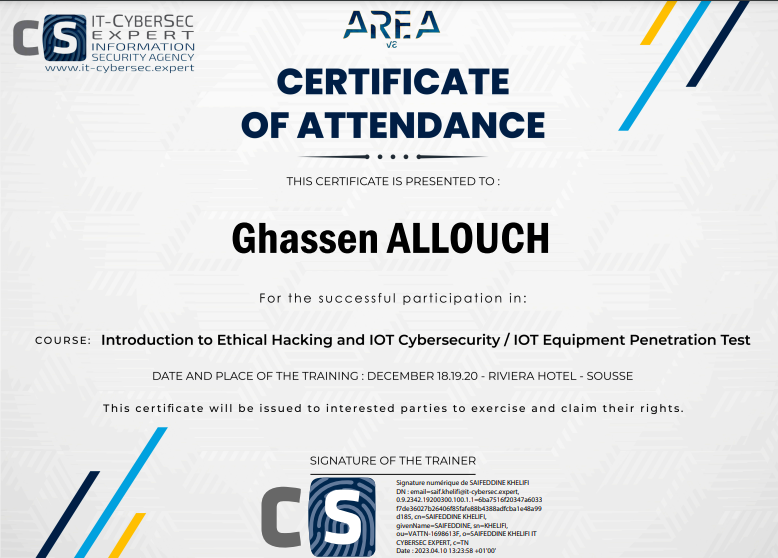 IT-CYBERSEC
EXPERT
INFORMATION
SECURITY AGENCY
www.it-cybersec.expert
CS
AREA
CERTIFICATE
OF ATTENDANCE
THIS CERTIFICATE IS PRESENTED TO :
Ghassen ALLOUCH
For the successful participation in:
COURSE: Introduction to Ethical Hacking and IOT Cybersecurity / IOT Equipment Penetration Test
DATE AND PLACE OF THE TRAINING : DECEMBER 18.19.20 - RIVIERA HOTEL - SOUSSE
This certificate will be issued to interested parties to exercise and claim their rights.
SIGNATURE OF THE TRAINER
CS
Signature numérique de SAIFEDDINE KHELIFI
DN : email=saif.khelifi@it-cybersec.expert,
0.9.2342.19200300.100.1.1=6ba7516f20347a6033
f7de36027b26406f85fafe88b4388adfcba1e48a99
d185, cn=SAIFEDDINE KHELIFI,
givenName=SAIFEDDINE, sn=KHELIFI,
ou=VATTN-1698613F, o=SAIFEDDINE KHELIFI IT
CYBERSEC EXPERT, c=TN
Date : 2023.04.10 13:23:58 +01'00'